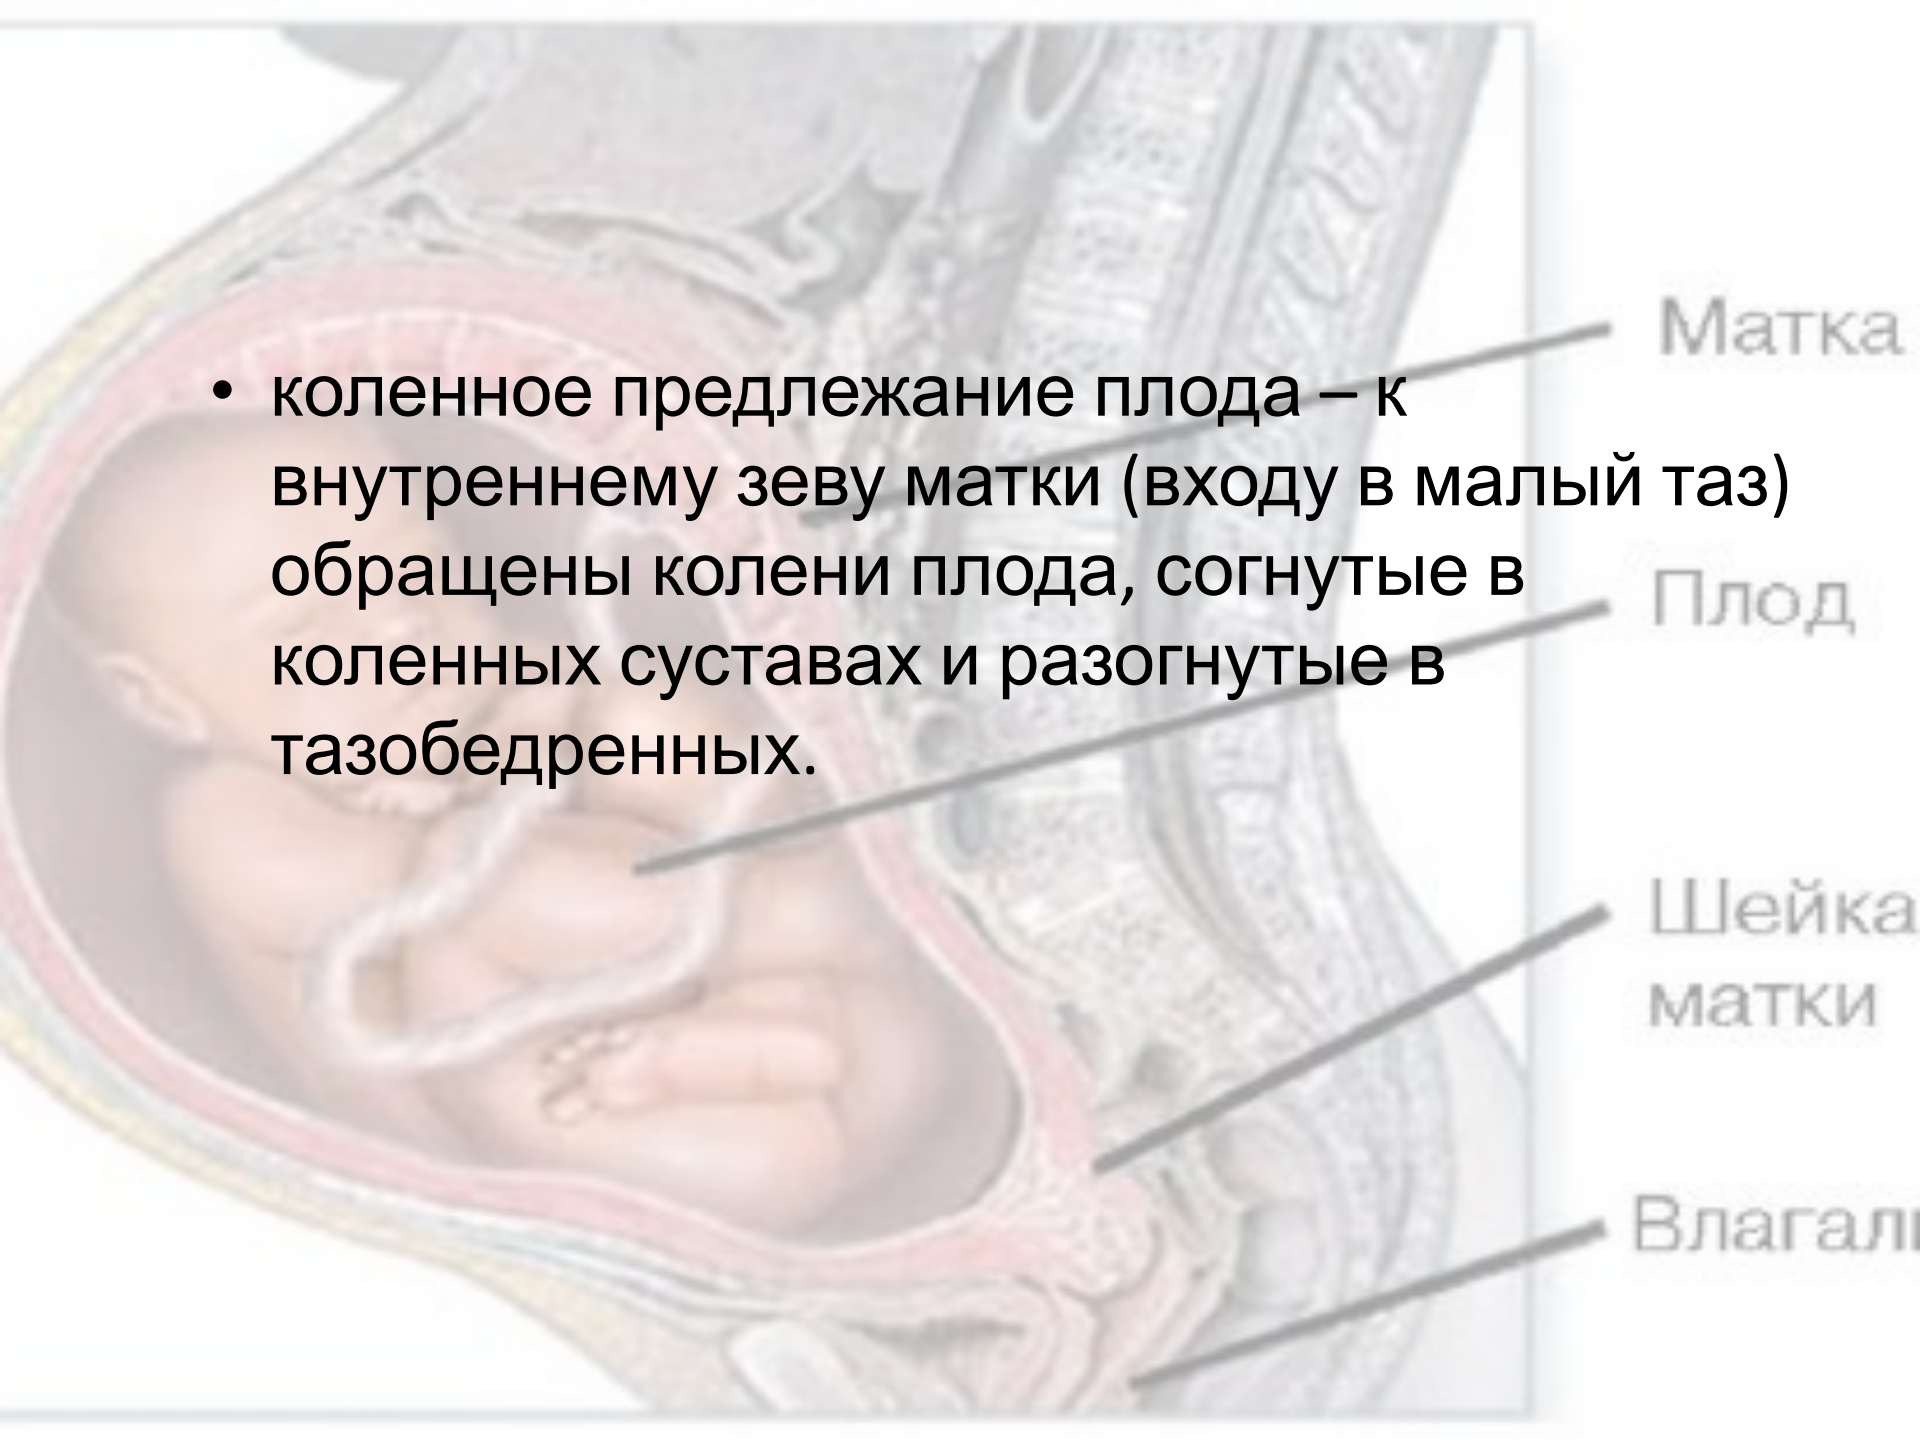 • коленное предлежание плода – к
внутреннему зеву матки (входу в малый таз)
обращены колени плода, согнутые в
коленных суставах и разогнутые в
тазобедренных.
Матка
Плод
Шейка
матки